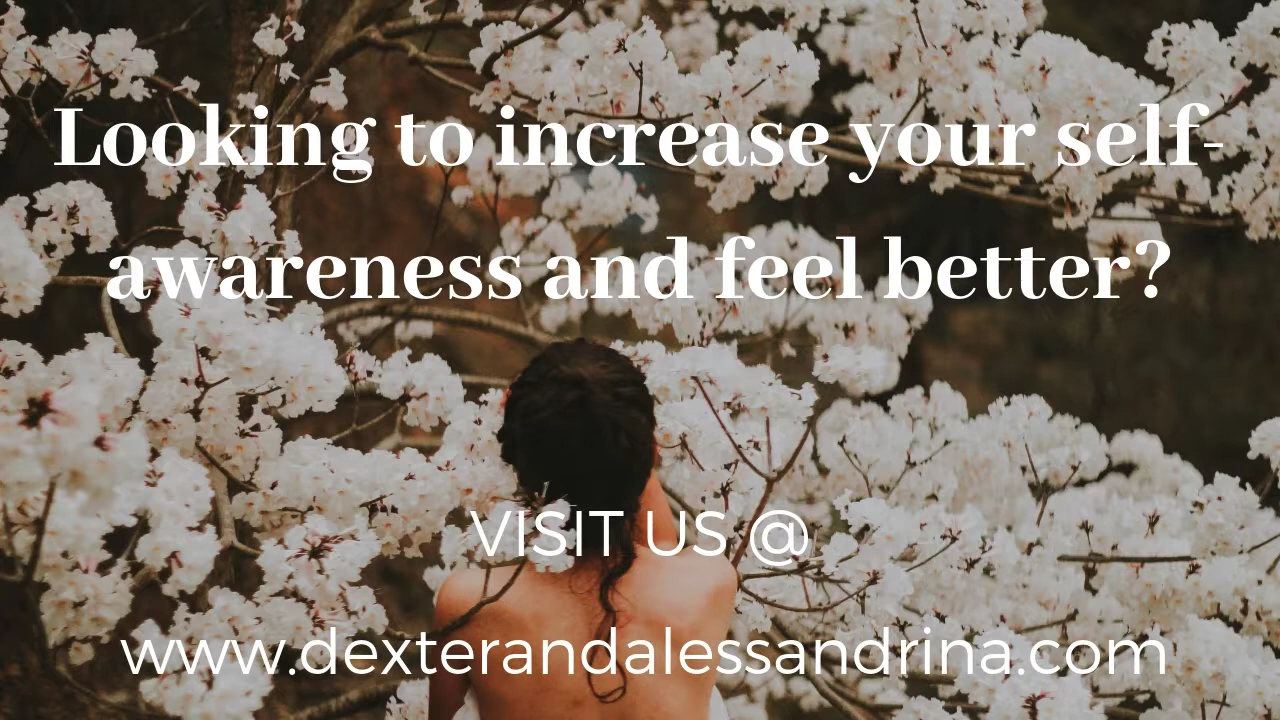 Looking to increase your self-
awareness and feel better?
VISIT US @
www.dexterandalessandrina.com